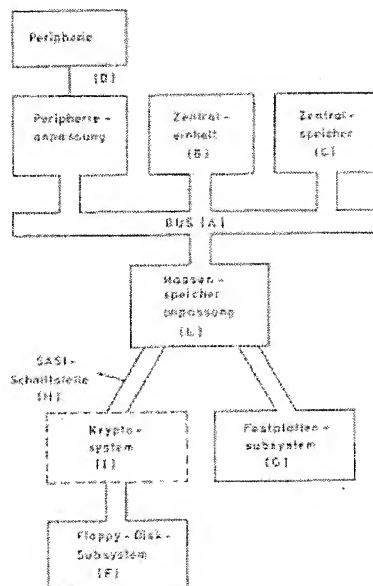 Peripherie
[D]
Peripherie-
anpassung
Zentral-
einheit
[B]
Zentral-
speicher
[C]
BUS [A]
Massen-
speicher
anpassung
[E]
SASI-
Schnittstelle
[H]
Krypto-
system
[I]
Festplatten-
subsystem
[G]
Floppy-Disk-
Subsystem
[F]